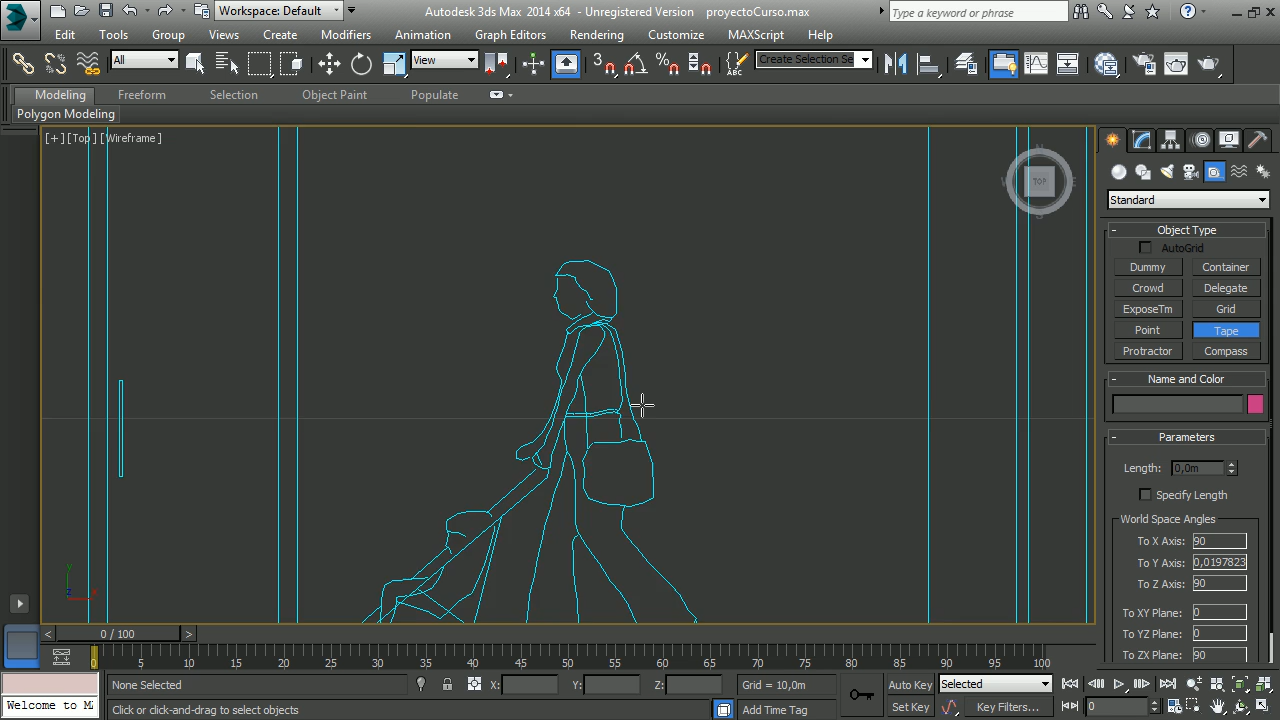 Workspace: Default
Autodesk 3ds Max 2014 x64 - Unregistered Version proyectoCurso.max
Type a keyword or phrase
Edit Tools Group Views Create Modifiers Animation Graph Editors Rendering Customize MAXScript Help
All
View
Create Selection Se
Modeling Freeform Selection Object Paint Populate
Polygon Modeling
[+] [Top] [Wireframe]
TOP
Standard
- Object Type
AutoGrid
Dummy Container
Crowd Delegate
ExposeTm Grid
Point Tape
Protractor Compass
- Name and Color
- Parameters
Length: 0,0m
Specify Length
World Space Angles
To X Axis: 90
To Y Axis: 0,0197823
To Z Axis: 90
To XY Plane: 0
To YZ Plane: 0
To ZX Plane: 90
< 0 / 100 >
0 5 10 15 20 25 30 35 40 45 50 55 60 65 70 75 80 85 90 95 100
None Selected X: Y: Z: Grid = 10,0m Auto Key Selected
Welcome to MA Click or click-and-drag to select objects Add Time Tag Set Key Key Filters... 0